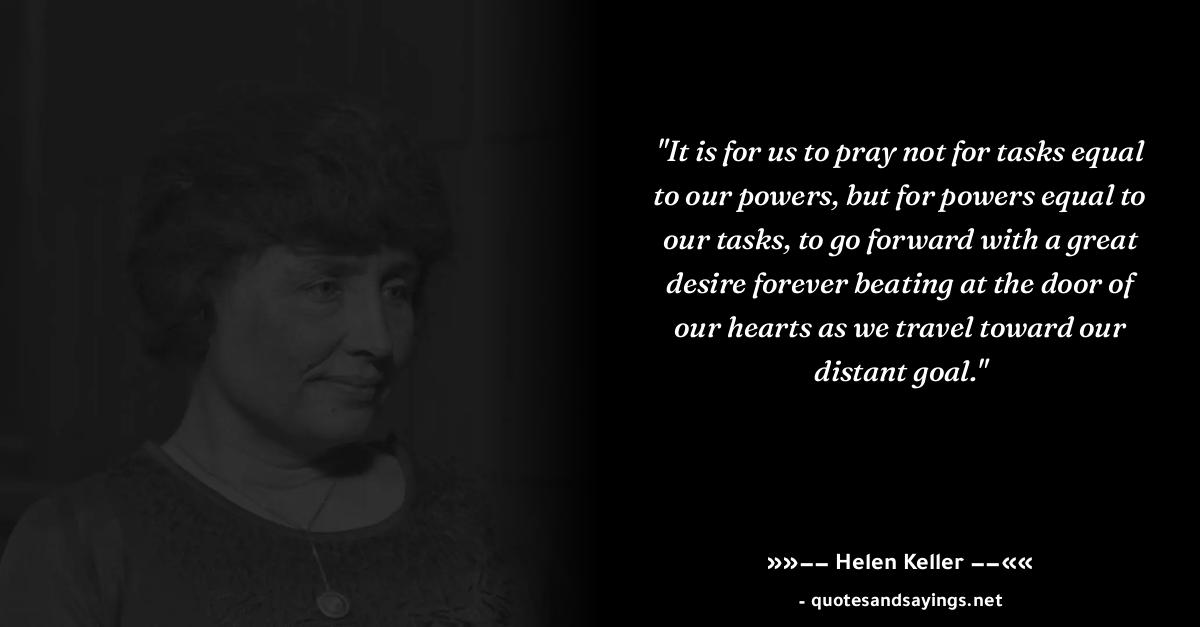 "It is for us to pray not for tasks equal
to our powers, but for powers equal to
our tasks, to go forward with a great
desire forever beating at the door of
our hearts as we travel toward our
distant goal."
»»—— Helen Keller ——««
- quotesandsayings.net